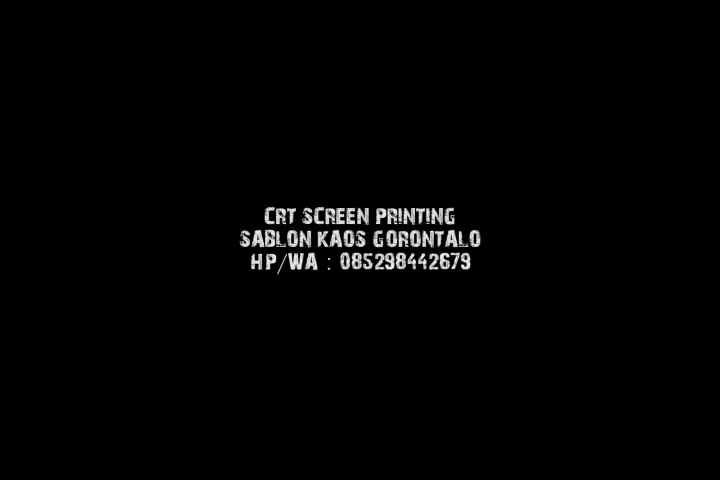 CRT SCREEN PRINTING
SABLON KAOS GORONTALO
HP/WA : 085298442679